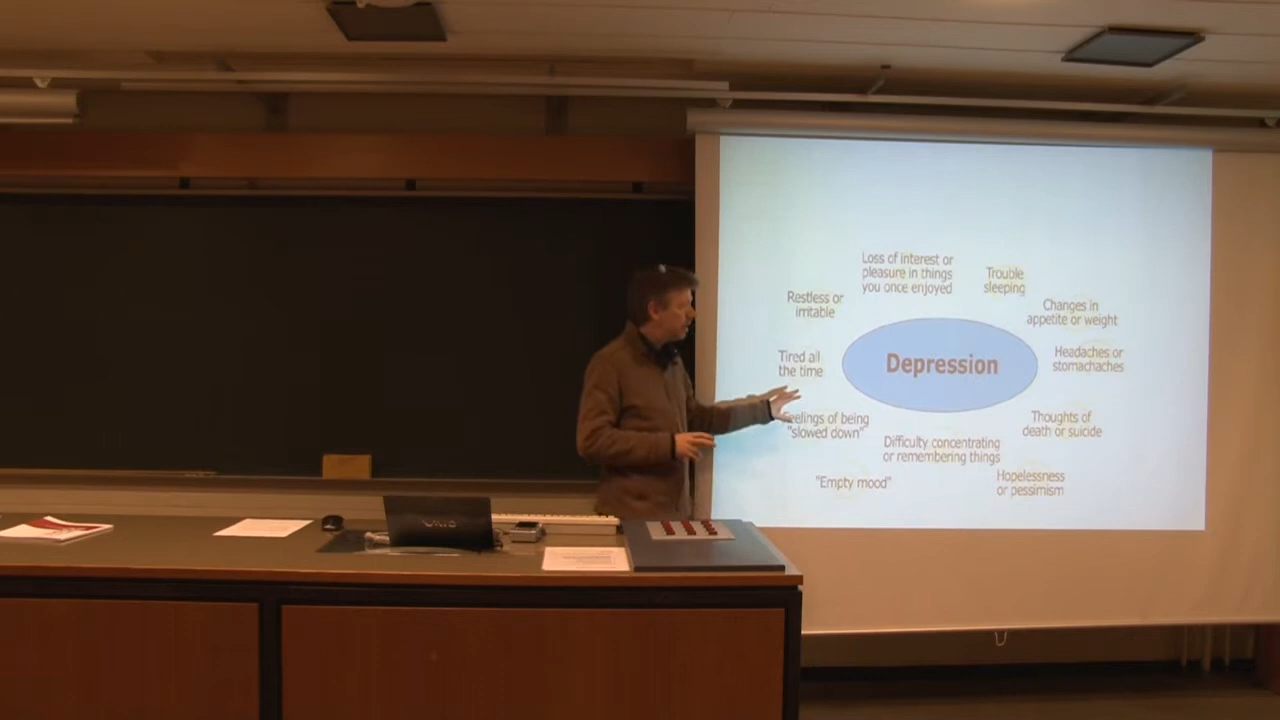 Loss of interest or
pleasure in things
you once enjoyed
Trouble
sleeping
Restless or
irritable
Changes in
appetite or weight
Tired all
the time
Depression
Headaches or
stomachaches
Feelings of being
"slowed down"
Thoughts of
death or suicide
Difficulty concentrating
or remembering things
"Empty mood"
Hopelessness
or pessimism
VAIO